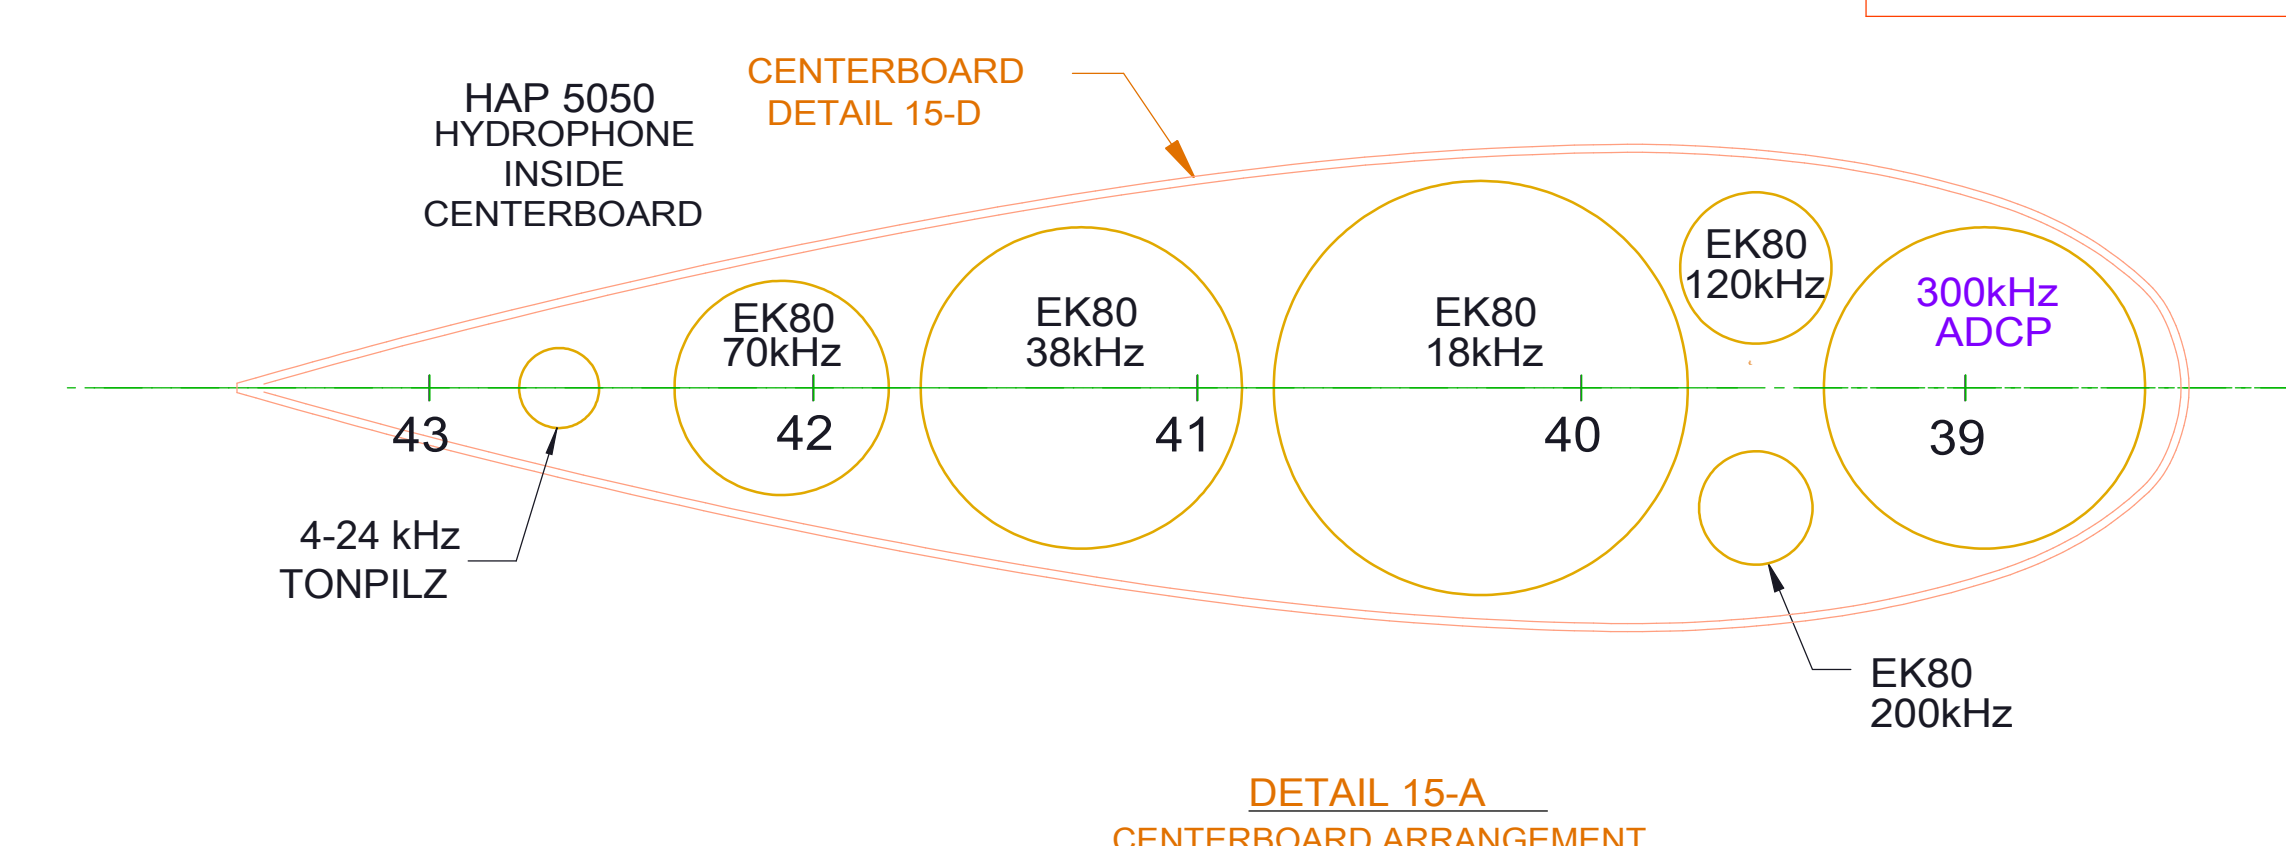 HAP 5050
HYDROPHONE
INSIDE
CENTERBOARD
CENTERBOARD
DETAIL 15-D
EK80
70kHz
EK80
38kHz
EK80
18kHz
EK80
120kHz
300kHz
ADCP
43
42
41
40
39
4-24 kHz
TONPILZ
EK80
200kHz
DETAIL 15-A
CENTERBOARD ARRANGEMENT